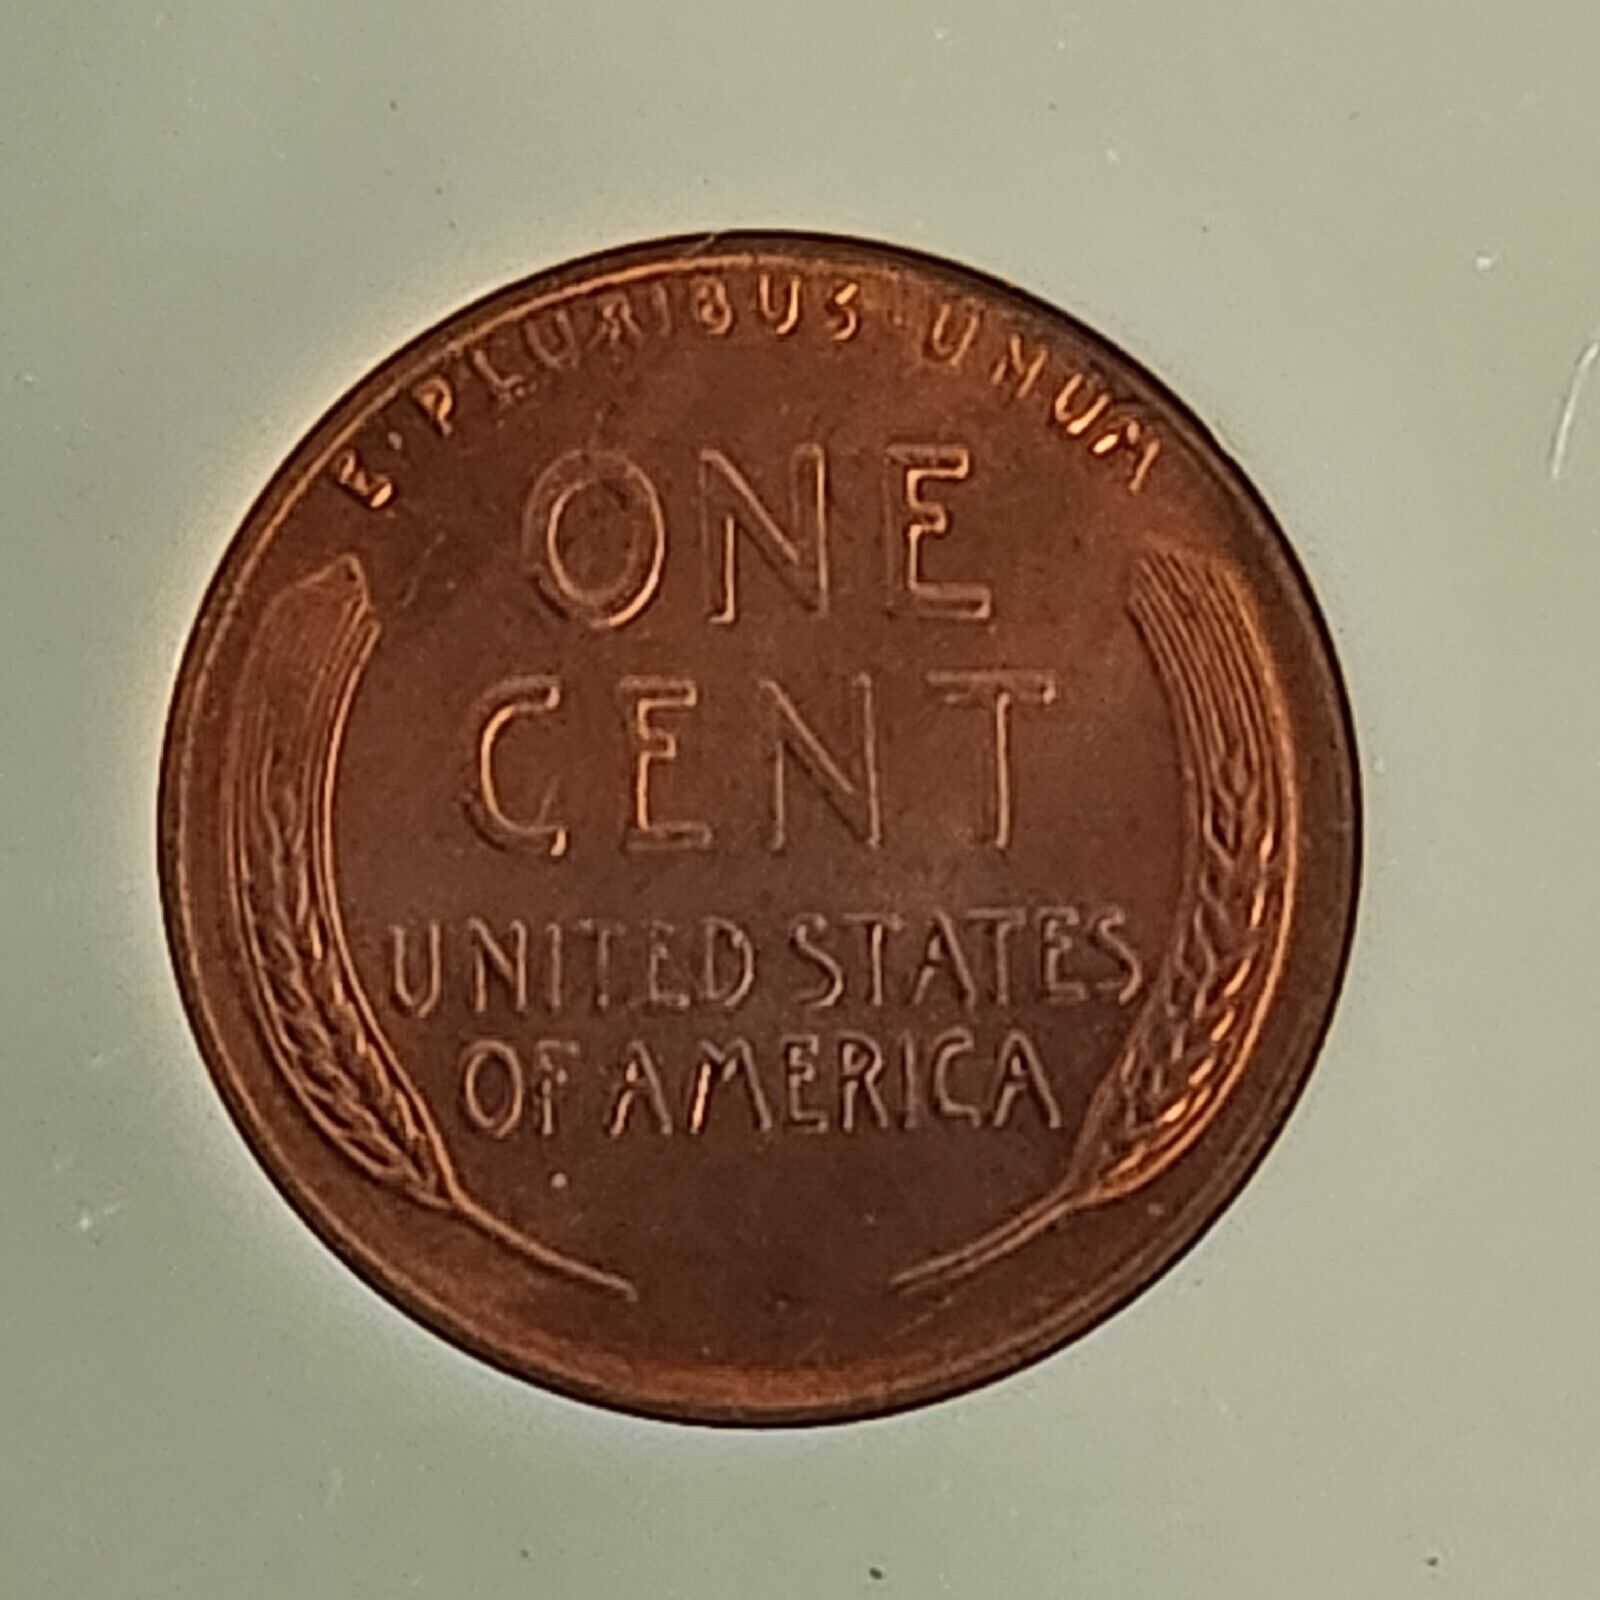 E·PLURIBUS·UNUM
ONE
CENT
UNITED STATES
OF AMERICA